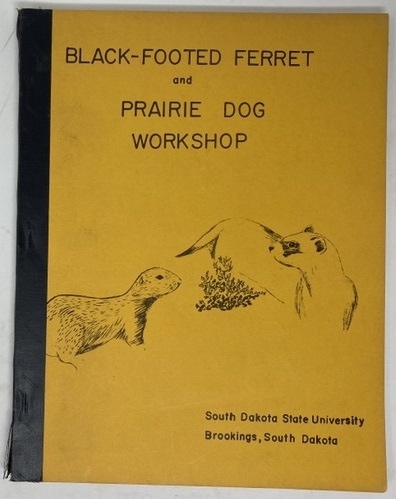 BLACK-FOOTED FERRET
and
PRAIRIE DOG
WORKSHOP
South Dakota State University
Brookings, South Dakota